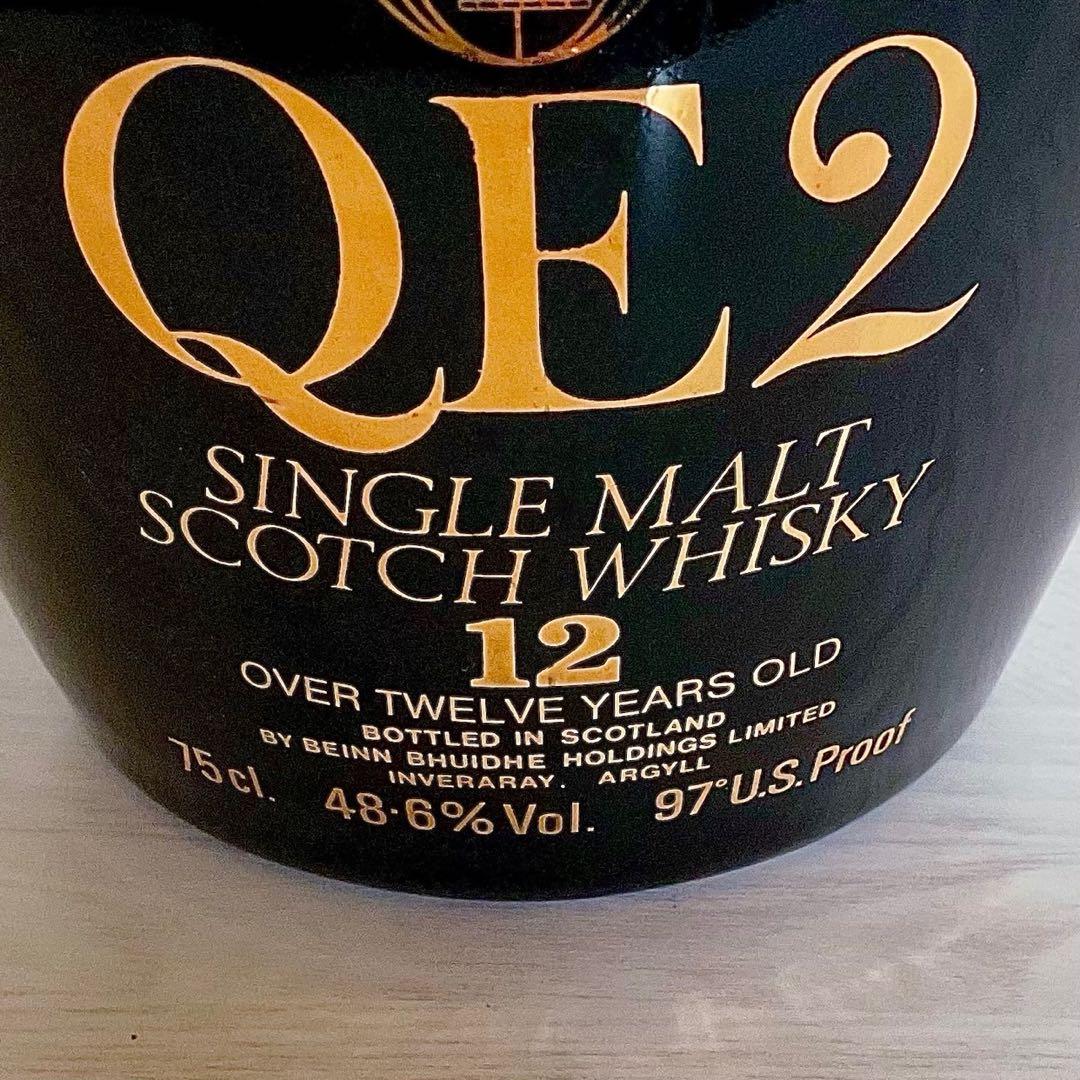 QE2
SINGLE MALT
SCOTCH WHISKY
12
OVER TWELVE YEARS OLD
BOTTLED IN SCOTLAND
BY BEINN BHUIDHE HOLDINGS LIMITED
INVERARAY. ARGYLL
75cl. 48·6% Vol. 97° U.S. Proof